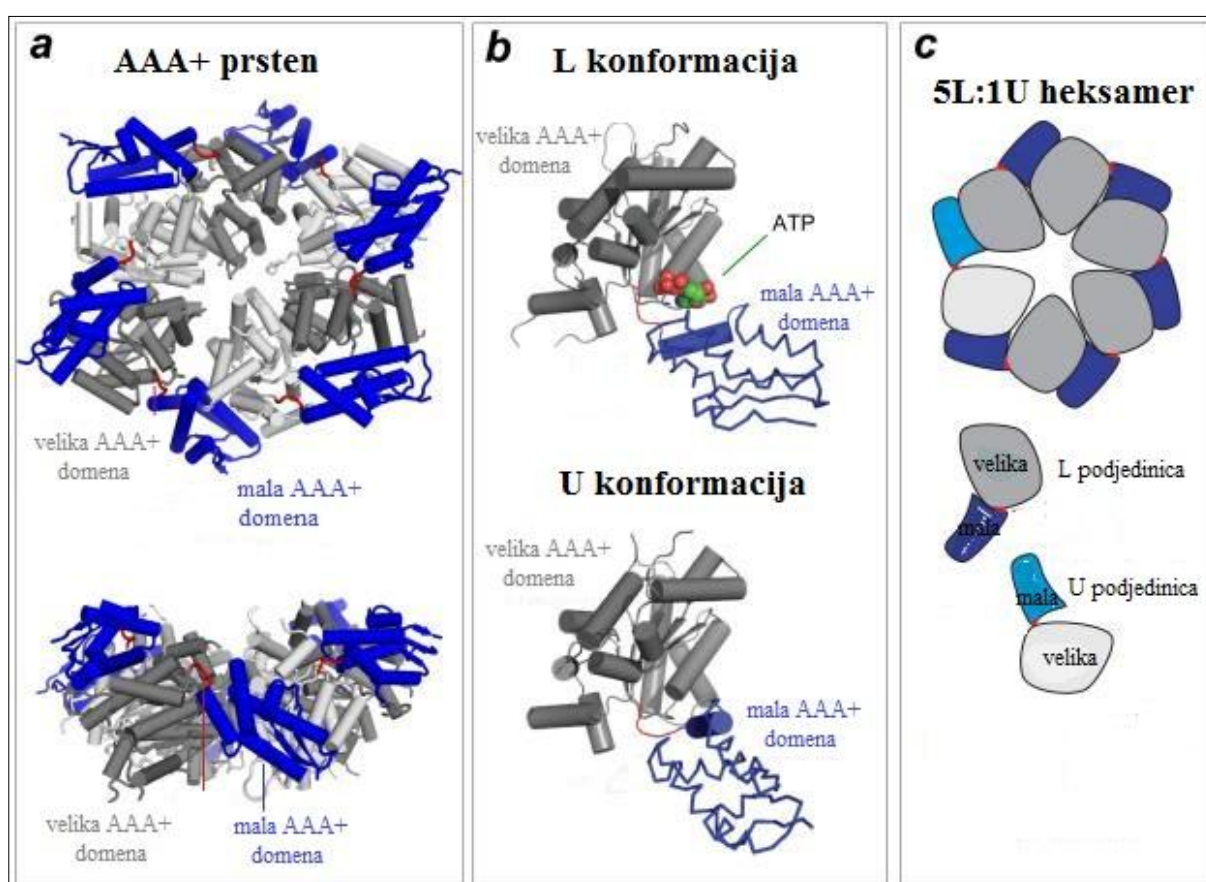 a
AAA+ prsten
velika AAA+
domena
mala AAA+
domena
velika AAA+
domena
mala AAA+
domena
b
L konformacija
velika AAA+
domena
ATP
mala AAA+
domena
U konformacija
velika AAA+
domena
mala AAA+
domena
c
5L:1U heksamer
velika
L podjedinica
mala
mala
U podjedinica
velika